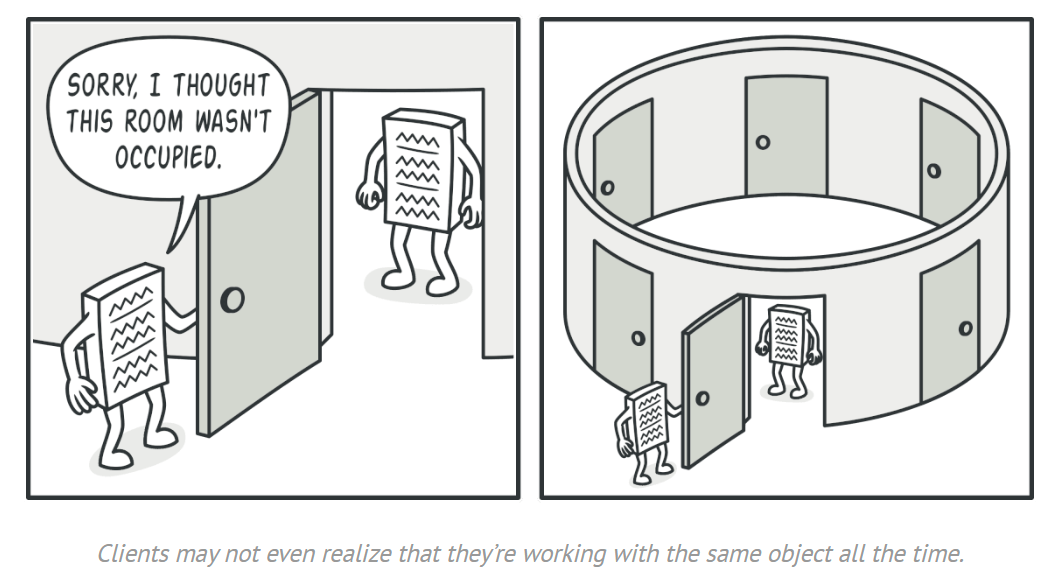 SORRY, I THOUGHT
THIS ROOM WASN'T
OCCUPIED.
Clients may not even realize that they're working with the same object all the time.